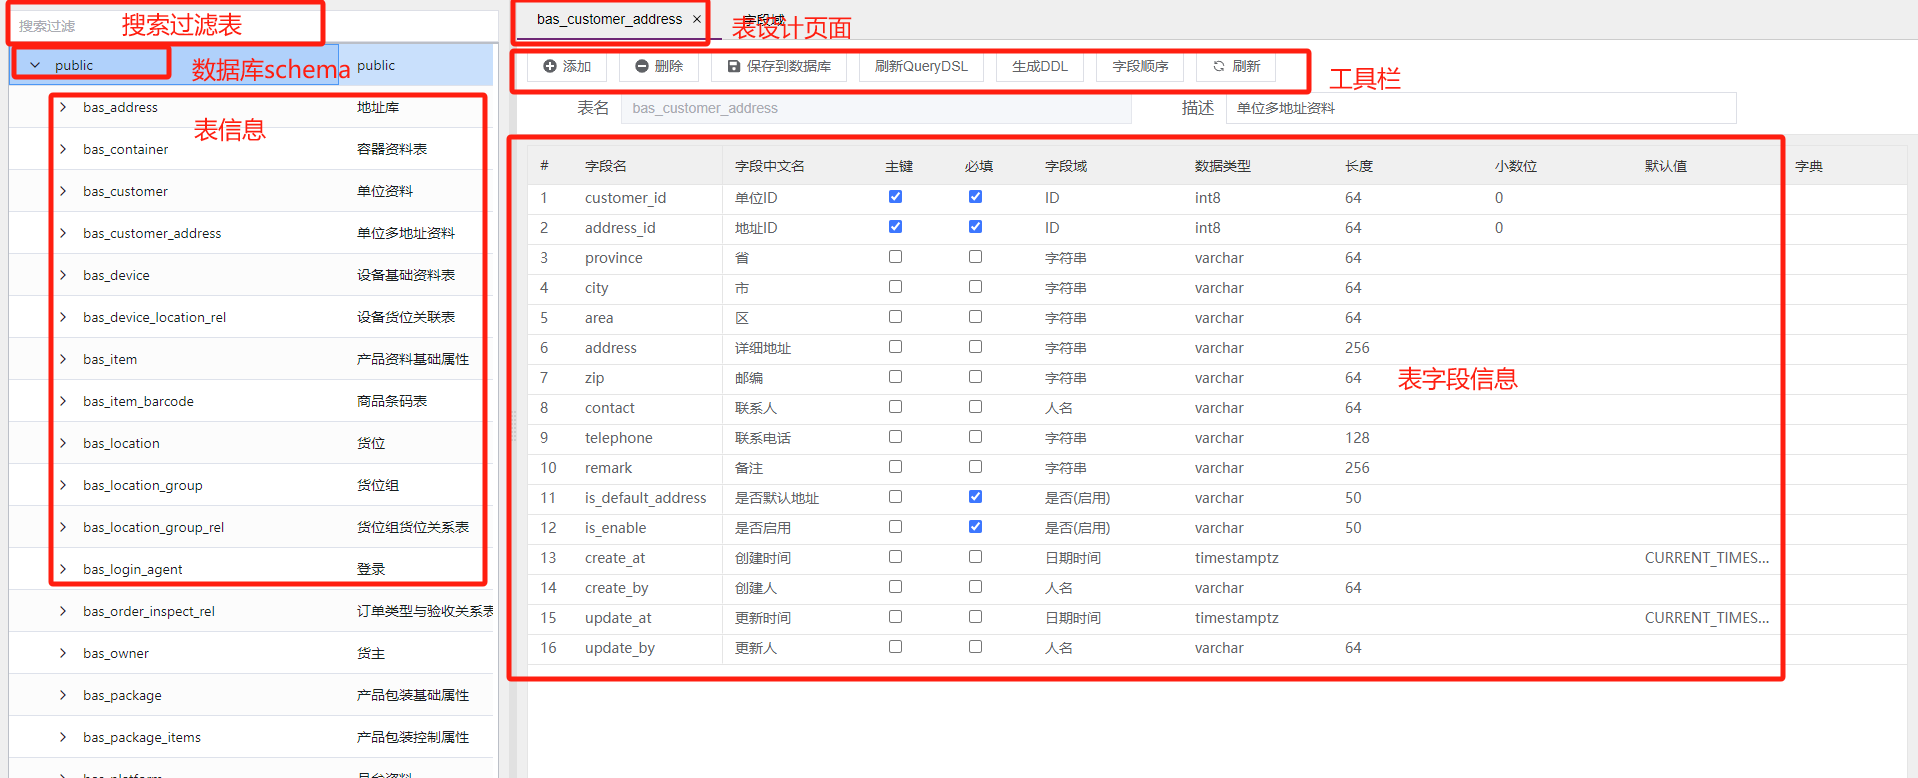 搜索过滤 搜索过滤表
public 数据库schema public
表信息
bas_address 地址库
bas_container 容器资料表
bas_customer 单位资料
bas_customer_address 单位多地址资料
bas_device 设备基础资料表
bas_device_location_rel 设备货位关联表
bas_item 产品资料基础属性
bas_item_barcode 商品条码表
bas_location 货位
bas_location_group 货位组
bas_location_group_rel 货位组货位关系表
bas_login_agent 登录
bas_order_inspect_rel 订单类型与验收关系表
bas_owner 货主
bas_package 产品包装基础属性
bas_package_items 产品包装控制属性
bas_customer_address × 字段域
表设计页面
添加 删除 保存到数据库 刷新QueryDSL 生成DDL 字段顺序 刷新
工具栏
表名 bas_customer_address 描述 单位多地址资料
# 字段名 字段中文名 主键 必填 字段域 数据类型 长度 小数位 默认值 字典
1 customer_id 单位ID ID int8 64 0
2 address_id 地址ID ID int8 64 0
3 province 省 字符串 varchar 64
4 city 市 字符串 varchar 64
5 area 区 字符串 varchar 64
6 address 详细地址 字符串 varchar 256
7 zip 邮编 字符串 varchar 64
表字段信息
8 contact 联系人 人名 varchar 64
9 telephone 联系电话 字符串 varchar 128
10 remark 备注 字符串 varchar 256
11 is_default_address 是否默认地址 是否(启用) varchar 50
12 is_enable 是否启用 是否(启用) varchar 50
13 create_at 创建时间 日期时间 timestamptz CURRENT_TIMES...
14 create_by 创建人 人名 varchar 64
15 update_at 更新时间 日期时间 timestamptz CURRENT_TIMES...
16 update_by 更新人 人名 varchar 64